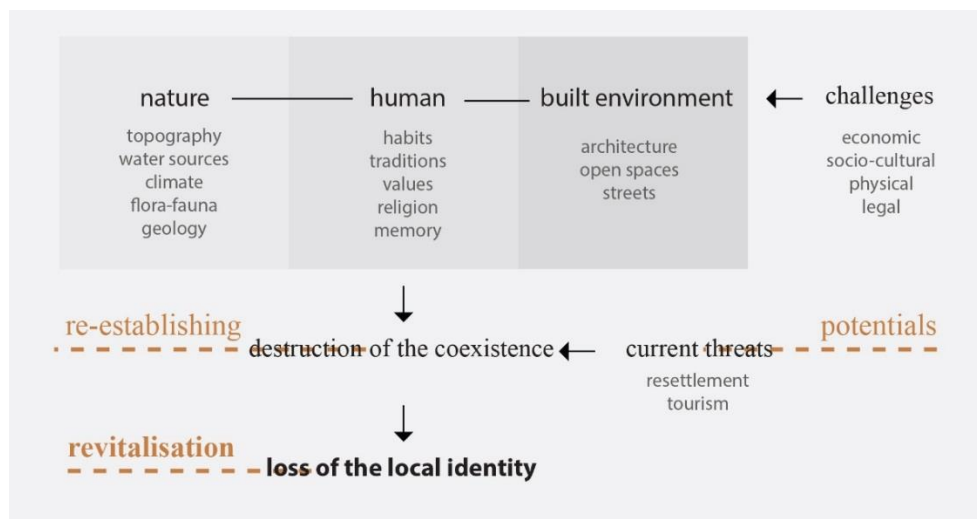 nature
human
built environment
challenges
topography
water sources
climate
flora-fauna
geology
habits
traditions
values
religion
memory
architecture
open spaces
streets
economic
socio-cultural
physical
legal
re-establishing
potentials
destruction of the coexistence
current threats
resettlement
tourism
revitalisation
loss of the local identity